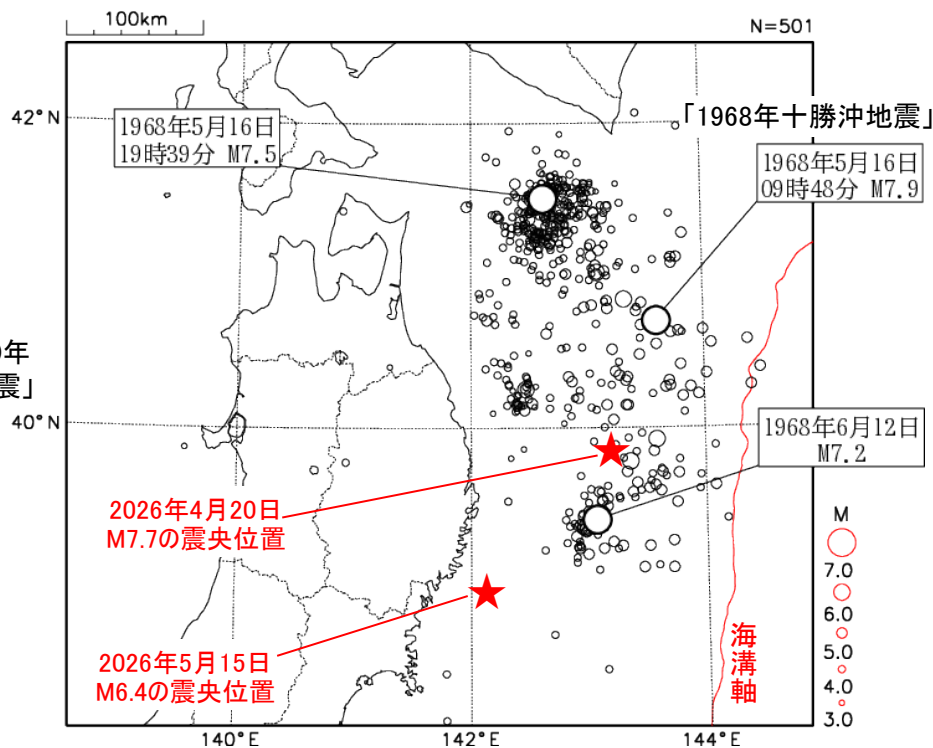 100km
N=501
42°N
1968年5月16日
19時39分 M7.5
「1968年十勝沖地震」
1968年5月16日
09時48分 M7.9
年
震」
40°N
1968年6月12日
M7.2
2026年4月20日
M7.7の震央位置
2026年5月15日
M6.4の震央位置
海溝軸
M
7.0
6.0
5.0
4.0
3.0
140°E
142°E
144°E